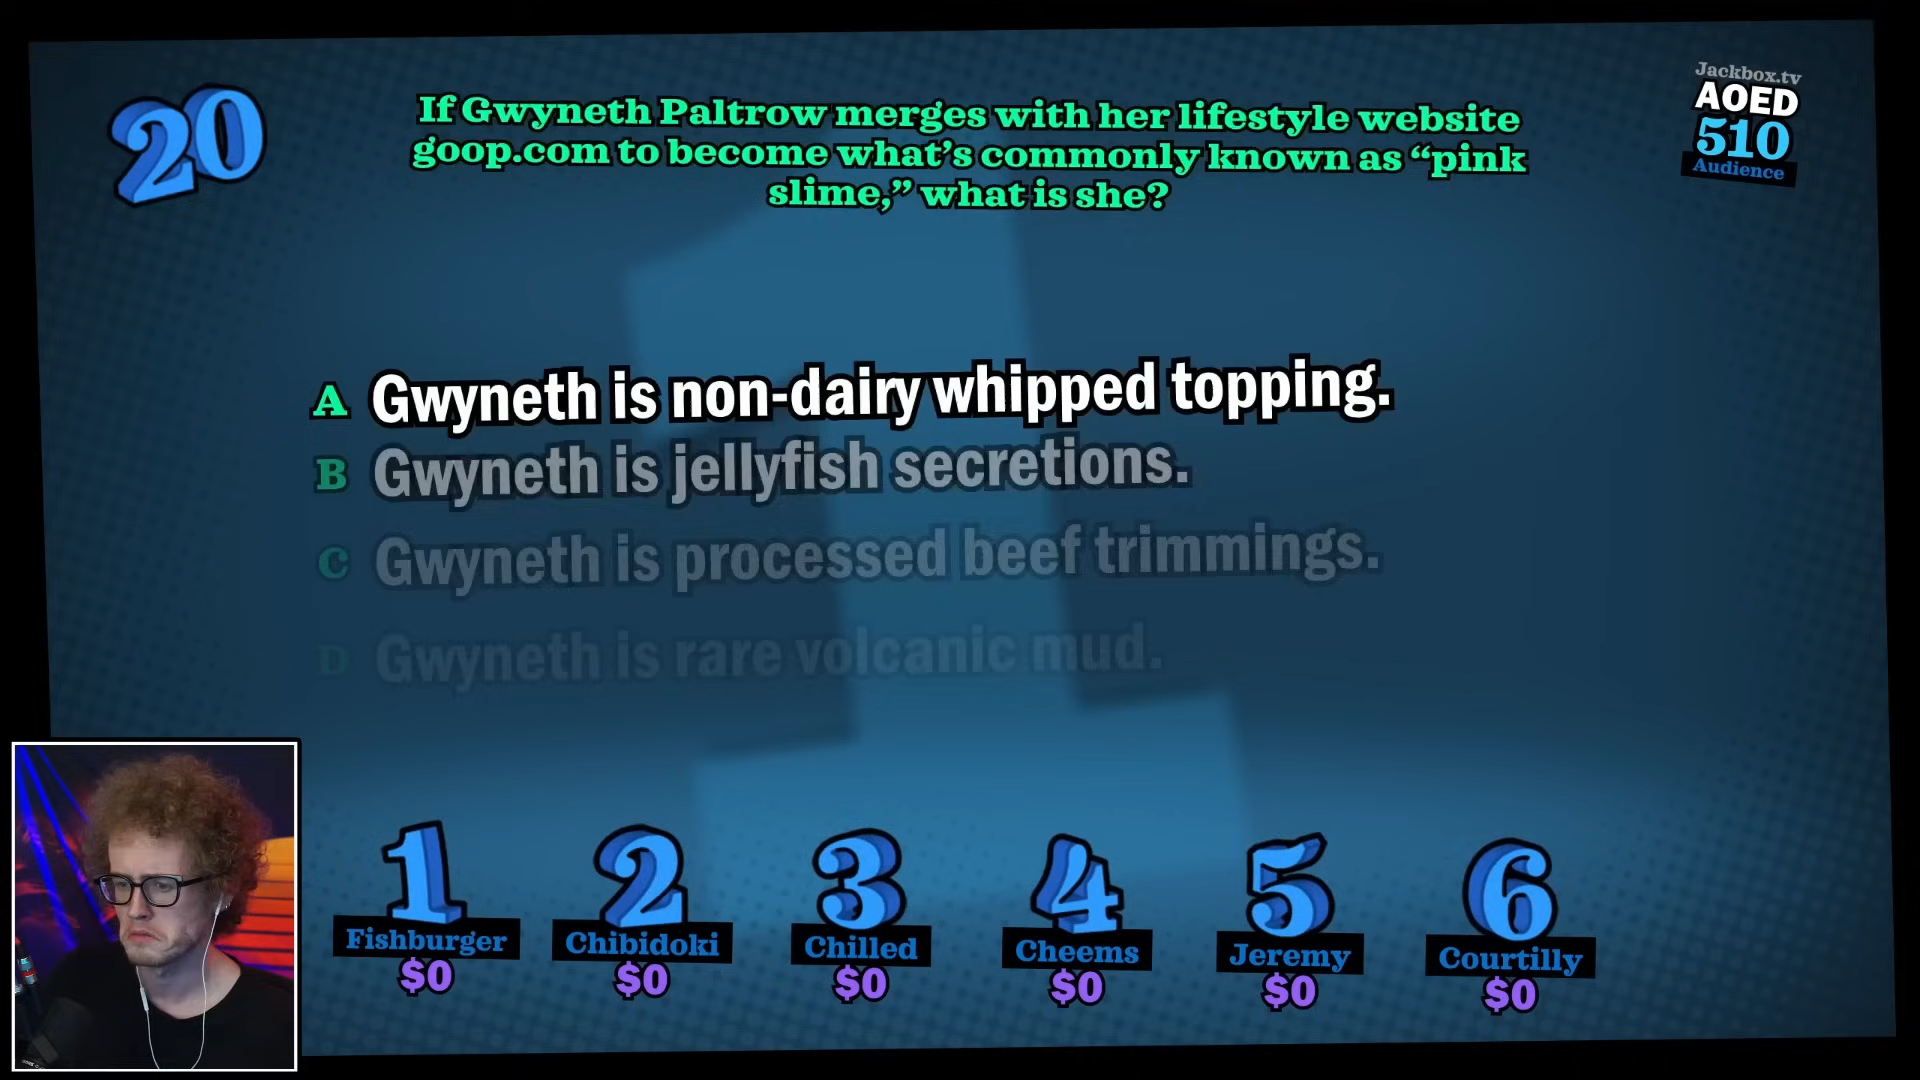 20
If Gwyneth Paltrow merges with her lifestyle website
goop.com to become what's commonly known as “pink
slime,” what is she?
Jackbox.tv
AOED
510
Audience
A Gwyneth is non-dairy whipped topping.
B Gwyneth is jellyfish secretions.
C Gwyneth is processed beef trimmings.
D Gwyneth is rare volcanic mud.
1 2 3 4 5 6
Fishburger Chibidoki Chilled Cheems Jeremy Courtilly
$0 $0 $0 $0 $0 $0